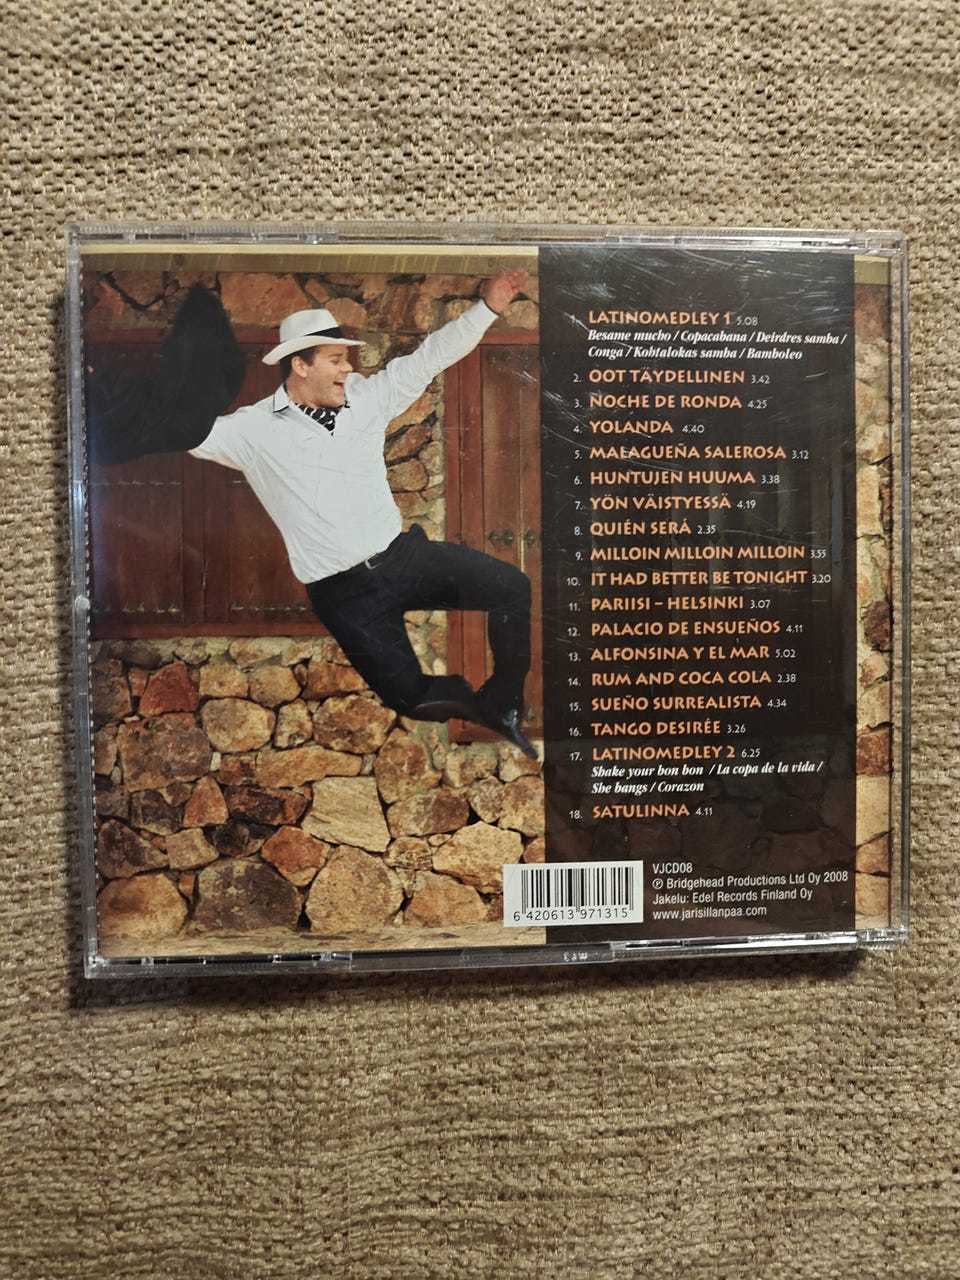 1. LATINOMEDLEY 1 5.08
Besame mucho / Copacabana / Deirdres samba /
Conga / Kohtalokas samba / Bamboleo
2. OOT TÄYDELLINEN 3.42
3. NOCHE DE RONDA 4.25
4. YOLANDA 4.40
5. MALAGUEÑA SALEROSA 3.12
6. HUNTUJEN HUUMA 3.38
7. YÖN VÄISTYESSÄ 4.19
8. QUIÉN SERÁ 2.35
9. MILLOIN MILLOIN MILLOIN 3.55
10. IT HAD BETTER BE TONIGHT 3.20
11. PARIISI – HELSINKI 3.07
12. PALACIO DE ENSUEÑOS 4.11
13. ALFONSINA Y EL MAR 5.02
14. RUM AND COCA COLA 2.38
15. SUEÑO SURREALISTA 4.34
16. TANGO DESIRÉE 3.26
17. LATINOMEDLEY 2 6.25
Shake your bon bon / La copa de la vida /
She bangs / Corazon
18. SATULINNA 4.11
6 420613 971315
VJCD08
℗ Bridgehead Productions Ltd Oy 2008
Jakelu: Edel Records Finland Oy
www.jarisillanpaa.com